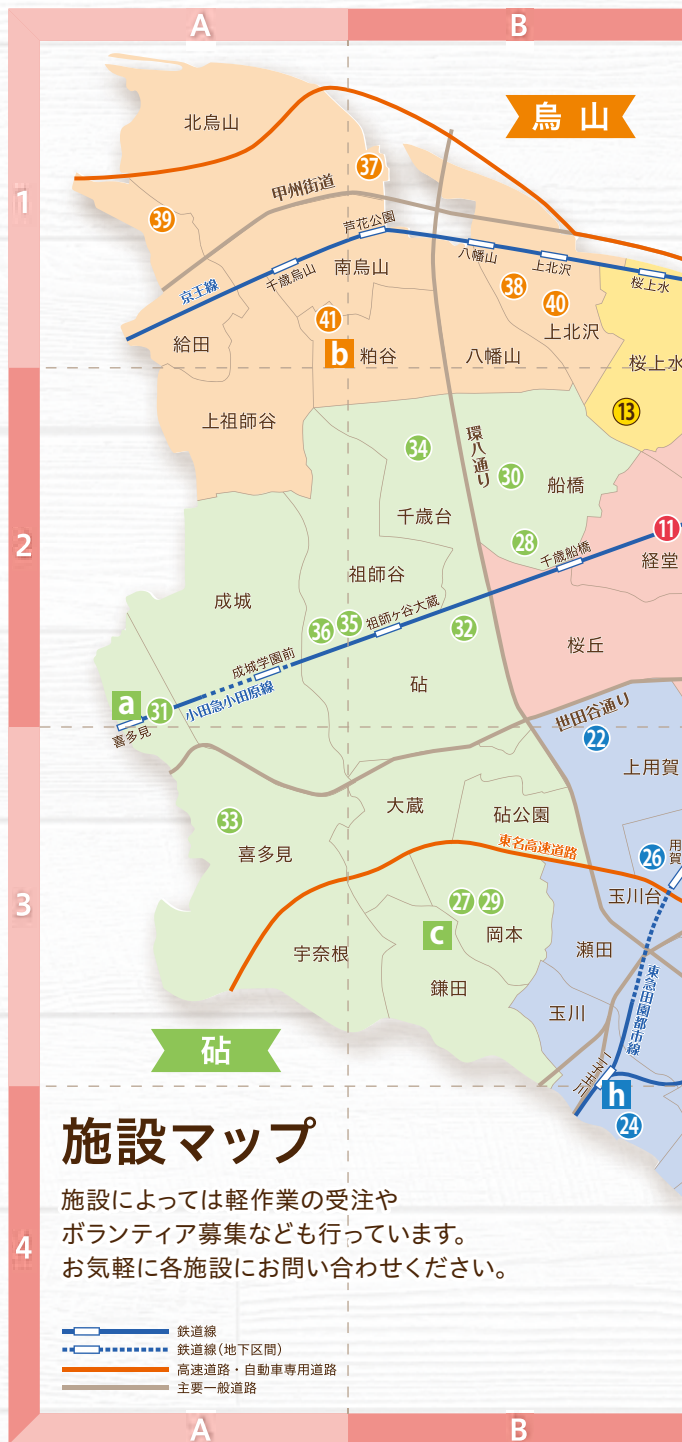 A
B
1
北烏山
烏山
37
甲州街道
39
芦花公園
八幡山
上北沢
千歳烏山
南烏山
桜上水
京王線
38
40
41
上北沢
給田
b
粕谷
八幡山
桜上水
2
上祖師谷
13
環八通り
34
30
船橋
千歳台
11
28
千歳船橋
経堂
祖師谷
成城
36
35
祖師ヶ谷大蔵
32
桜丘
成城学園前
砧
小田急小田原線
a
31
喜多見
世田谷通り
22
上用賀
3
大蔵
砧公園
33
喜多見
東名高速道路
用賀
26
玉川台
27
29
c
岡本
宇奈根
瀬田
鎌田
東急田園都市線
玉川
砧
二子玉川
h
24
4
施設マップ
施設によっては軽作業の受注や
ボランティア募集なども行っています。
お気軽に各施設にお問い合わせください。
鉄道線
鉄道線(地下区間)
高速道路・自動車専用道路
主要一般道路
A
B